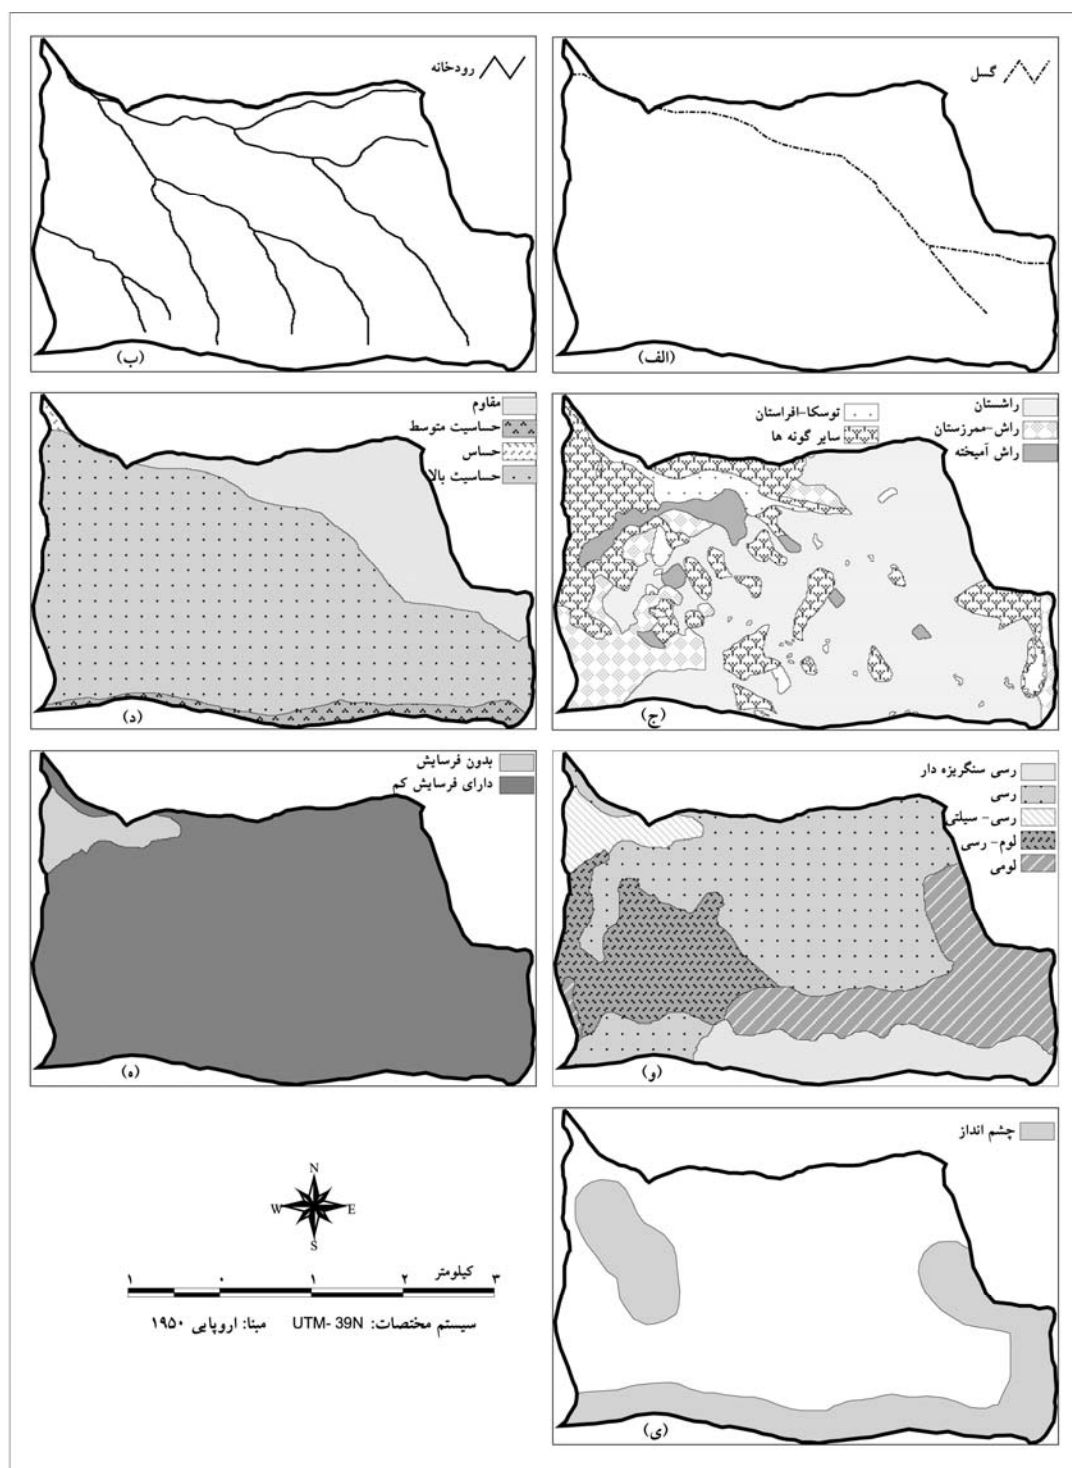 گسل
(الف)
رودخانه
(ب)
راشستان
راش-ممرزستان
راش آمیخته
توسکا-افراستان
سایر گونه ها
(ج)
مقاوم
حساسیت متوسط
حساس
حساسیت بالا
(د)
رسی سنگریزه دار
رسی
رسی- سیلتی
لوم- رسی
لومی
(و)
بدون فرسایش
دارای فرسایش کم
(ه)
چشم انداز
(ی)
N
W E
S
کیلومتر
۱ ۰ ۱ ۲ ۳
سیستم مختصات: UTM- 39N مبنا: اروپایی ۱۹۵۰